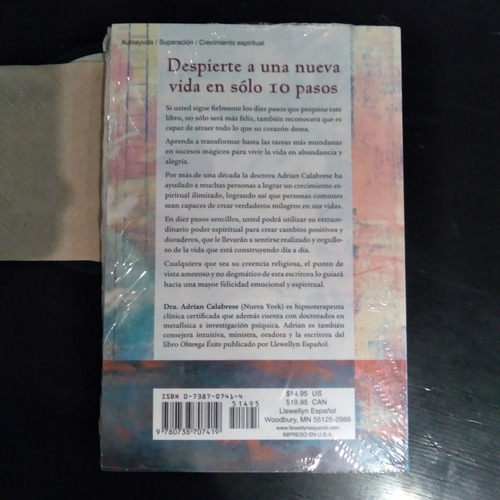 Autoayuda / Superación / Crecimiento espiritual
Despierte a una nueva
vida en sólo 10 pasos
Si usted sigue fielmente los diez pasos que propone este
libro, no sólo será más feliz, también reconocerá que es
capaz de atraer todo lo que su corazón desea.
Aprenda a transformar hasta las tareas más mundanas
en sucesos mágicos para vivir la vida en abundancia y
alegría.
Por más de una década la doctora Adrian Calabrese ha
ayudado a muchas personas a lograr un crecimiento es-
piritual ilimitado, logrando así que personas comunes
sean capaces de crear verdaderos milagros en sus vidas.
En diez pasos sencillos, usted podrá utilizar su extraor-
dinario poder espiritual para crear cambios positivos y
duraderos, que le llevarán a sentirse realizado y orgullo-
so de la vida que está construyendo día a día.
Cualquiera que sea su creencia religiosa, el punto de
vista amoroso y no dogmático de esta escritora lo guiará
hacia una mayor felicidad emocional y espiritual.
Dra. Adrian Calabrese (Nueva York) es hipnoterapeuta
clínica certificada que además cuenta con doctorados en
metafísica e investigación psíquica. Adrian es también
consejera intuitiva, ministra, oradora y la escritora del
libro Obtenga Éxito publicado por Llewellyn Español.
ISBN 0-7387-0741-4
51495
9 780738 707419
$14.95 US
$19.95 CAN
Llewellyn Español
Woodbury, MN 55125-2989
www.llewellynespanol.com
IMPRESO EN U.S.A.